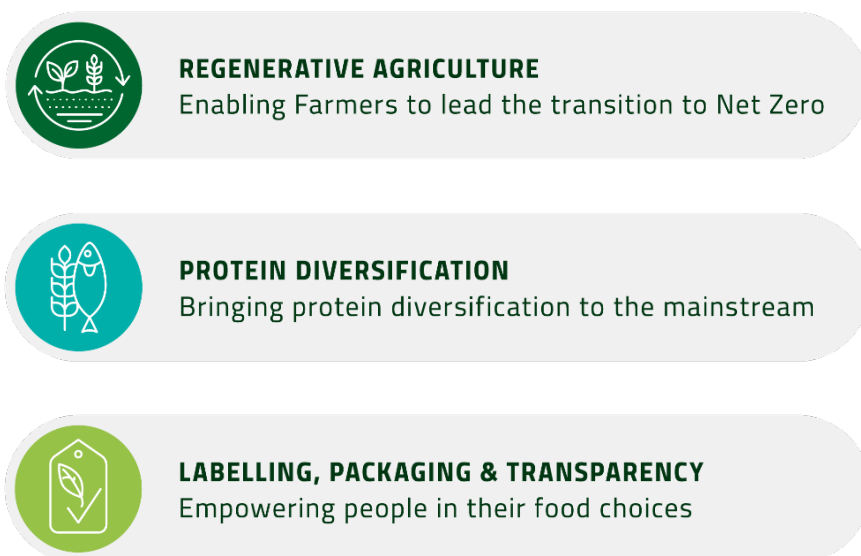 REGENERATIVE AGRICULTURE
Enabling Farmers to lead the transition to Net Zero
PROTEIN DIVERSIFICATION
Bringing protein diversification to the mainstream
LABELLING, PACKAGING & TRANSPARENCY
Empowering people in their food choices